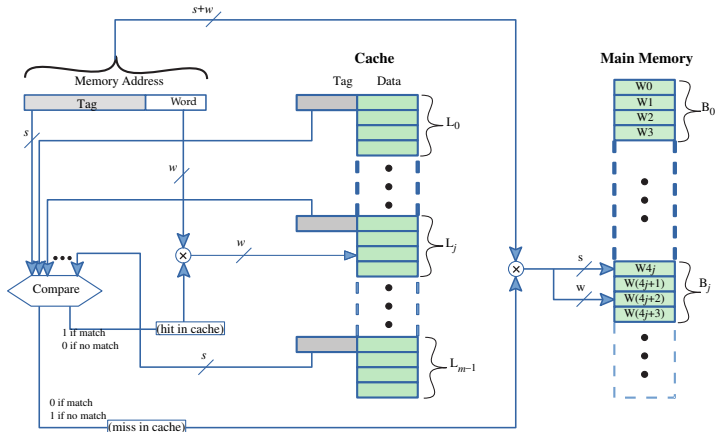 s+w
Cache
Main Memory
Memory Address
Tag
Data
Tag
Word
s
w
L0
W0
W1
W2
W3
B0
w
Lj
s
w
W4j
W(4j+1)
W(4j+2)
W(4j+3)
Bj
Compare
1 if match
0 if no match
(hit in cache)
s
Lm–1
0 if match
1 if no match
(miss in cache)